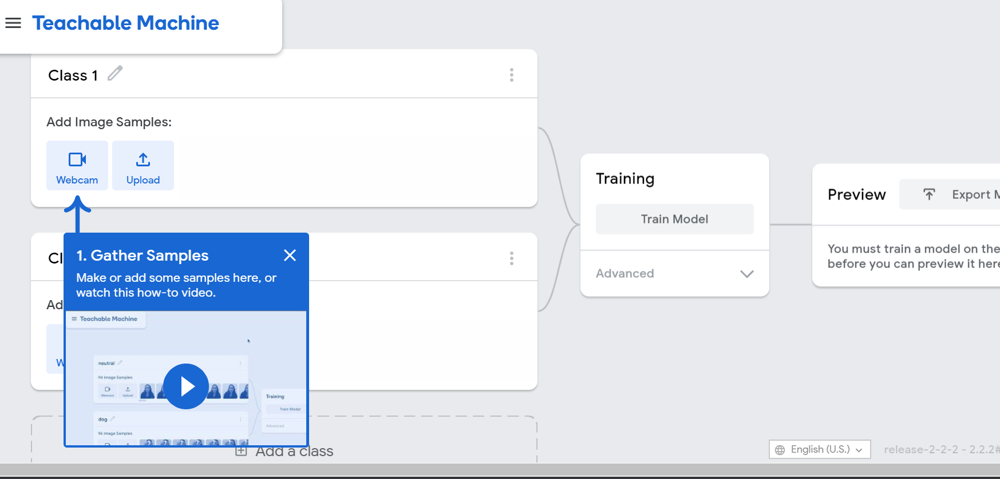 Teachable Machine
Class 1
Add Image Samples:
Webcam
Upload
Cl
1. Gather Samples
Make or add some samples here, or
watch this how-to video.
Ad
W
Teachable Machine
neutral
94 Image Samples
Webcam
Upload
Training
Train Model
Advanced
dog
96 Image Samples
Add a class
Training
Train Model
Advanced
Preview
Export M
You must train a model on the
before you can preview it here
English (U.S.)
release-2-2-2 - 2.2.2#